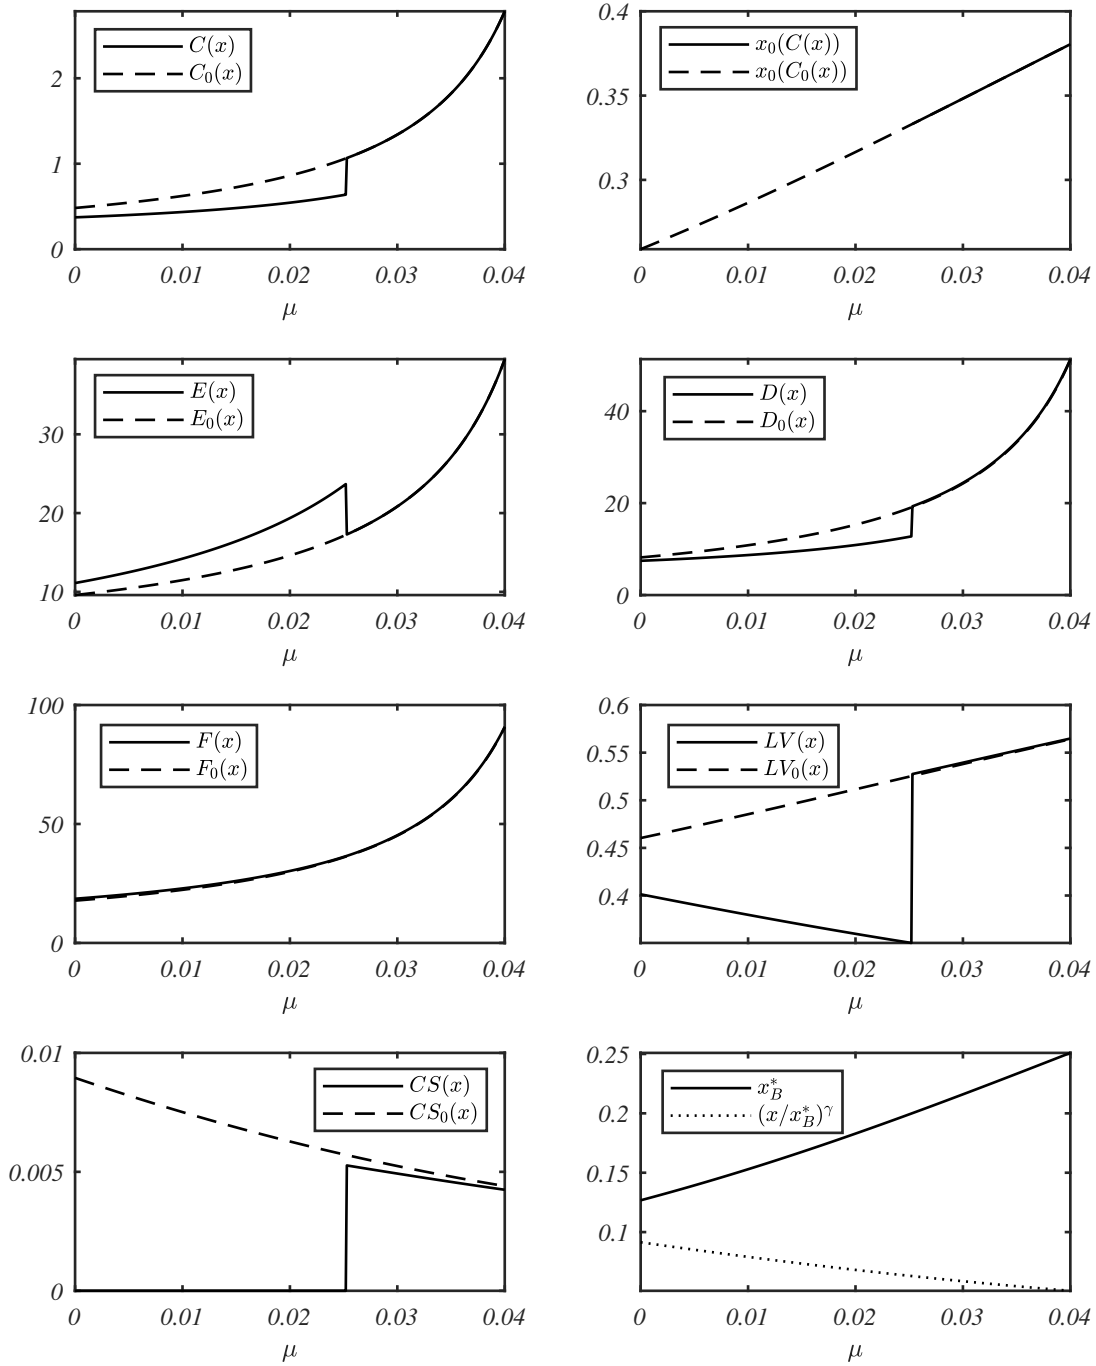 C(x)
C₀(x)
2
1
0
0 0.01 0.02 0.03 0.04
μ
x₀(C(x))
x₀(C₀(x))
0.4
0.35
0.3
0 0.01 0.02 0.03 0.04
μ
E(x)
E₀(x)
30
20
10
0 0.01 0.02 0.03 0.04
μ
D(x)
D₀(x)
40
20
0
0 0.01 0.02 0.03 0.04
μ
F(x)
F₀(x)
100
50
0
0 0.01 0.02 0.03 0.04
μ
LV(x)
LV₀(x)
0.6
0.55
0.5
0.45
0.4
0 0.01 0.02 0.03 0.04
μ
CS(x)
CS₀(x)
0.01
0.005
0
0 0.01 0.02 0.03 0.04
μ
x*_B
(x/x*_B)^γ
0.25
0.2
0.15
0.1
0 0.01 0.02 0.03 0.04
μ